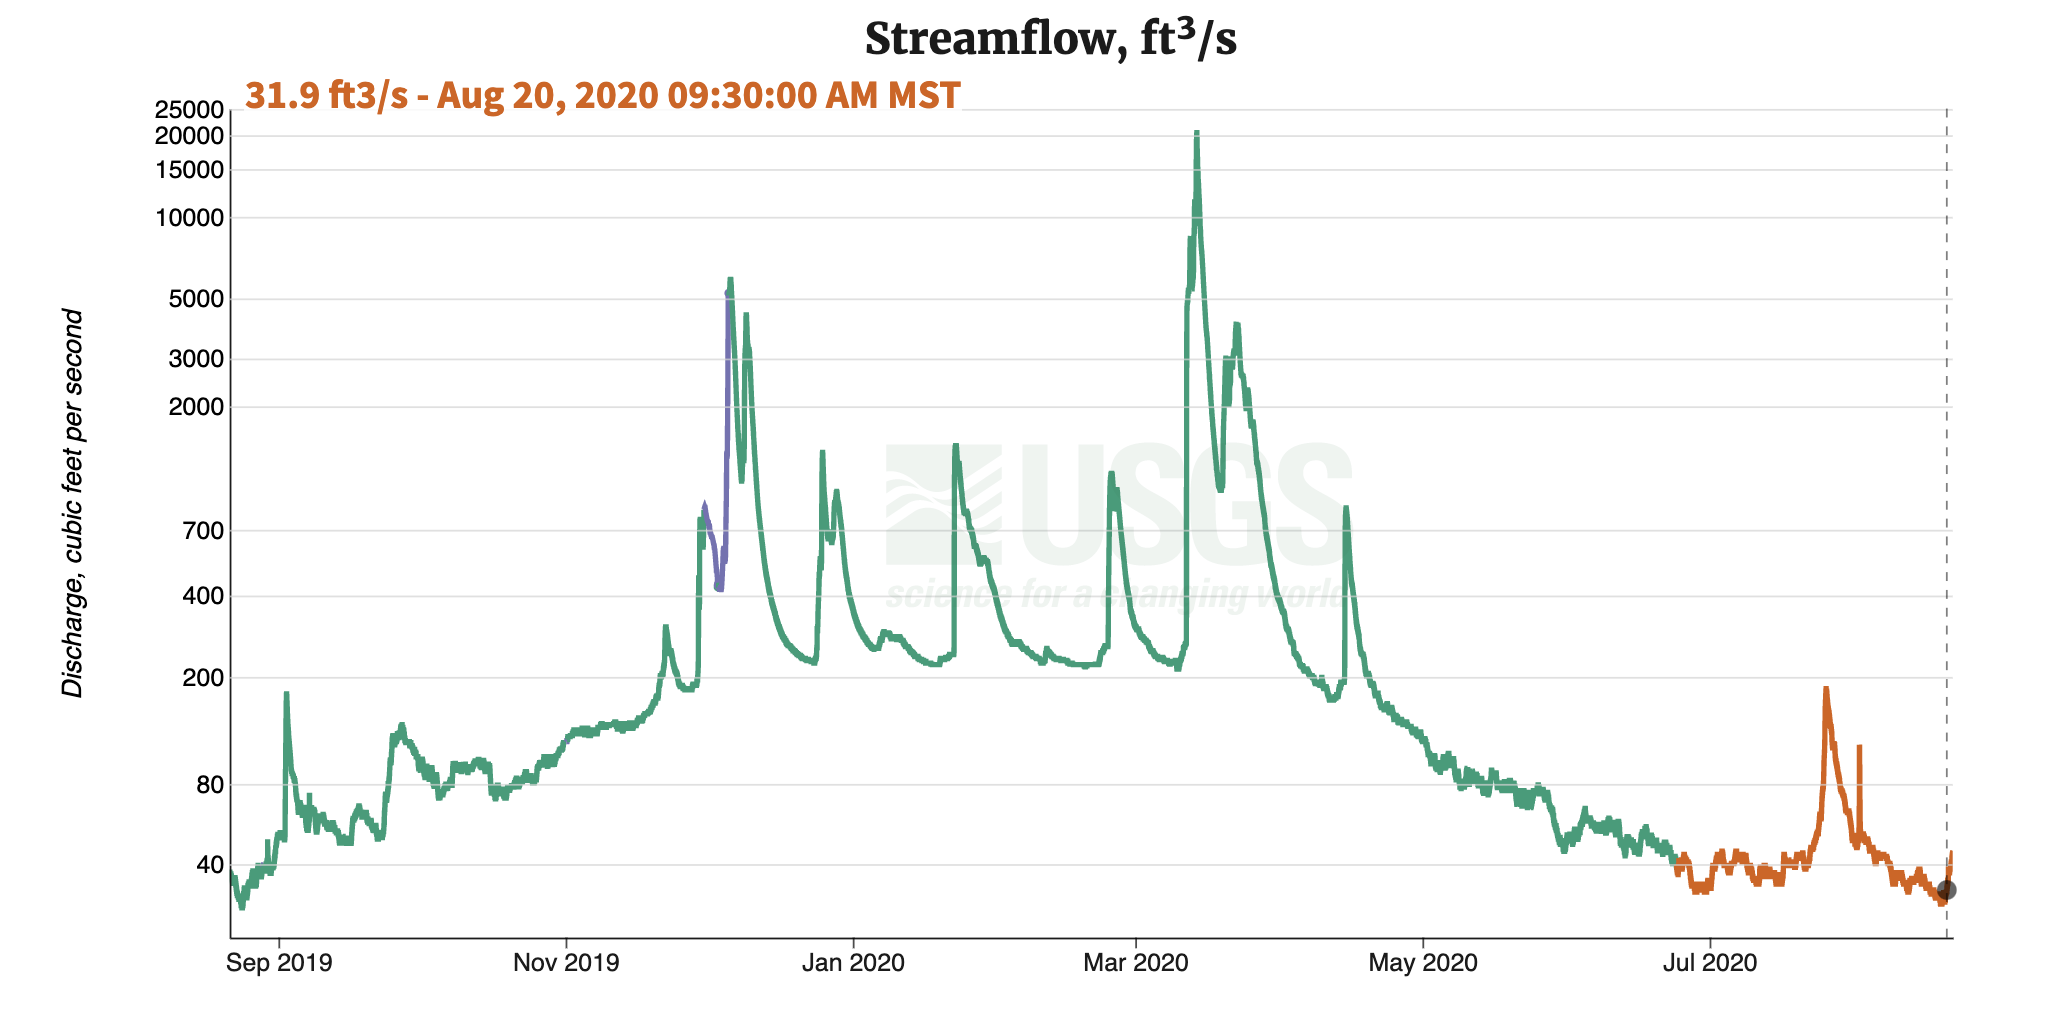 Streamflow, ft³/s
31.9 ft3/s - Aug 20, 2020 09:30:00 AM MST
25000
20000
15000
10000
5000
3000
2000
700
400
200
80
40
Discharge, cubic feet per second
USGS
science for a changing world
Sep 2019
Nov 2019
Jan 2020
Mar 2020
May 2020
Jul 2020